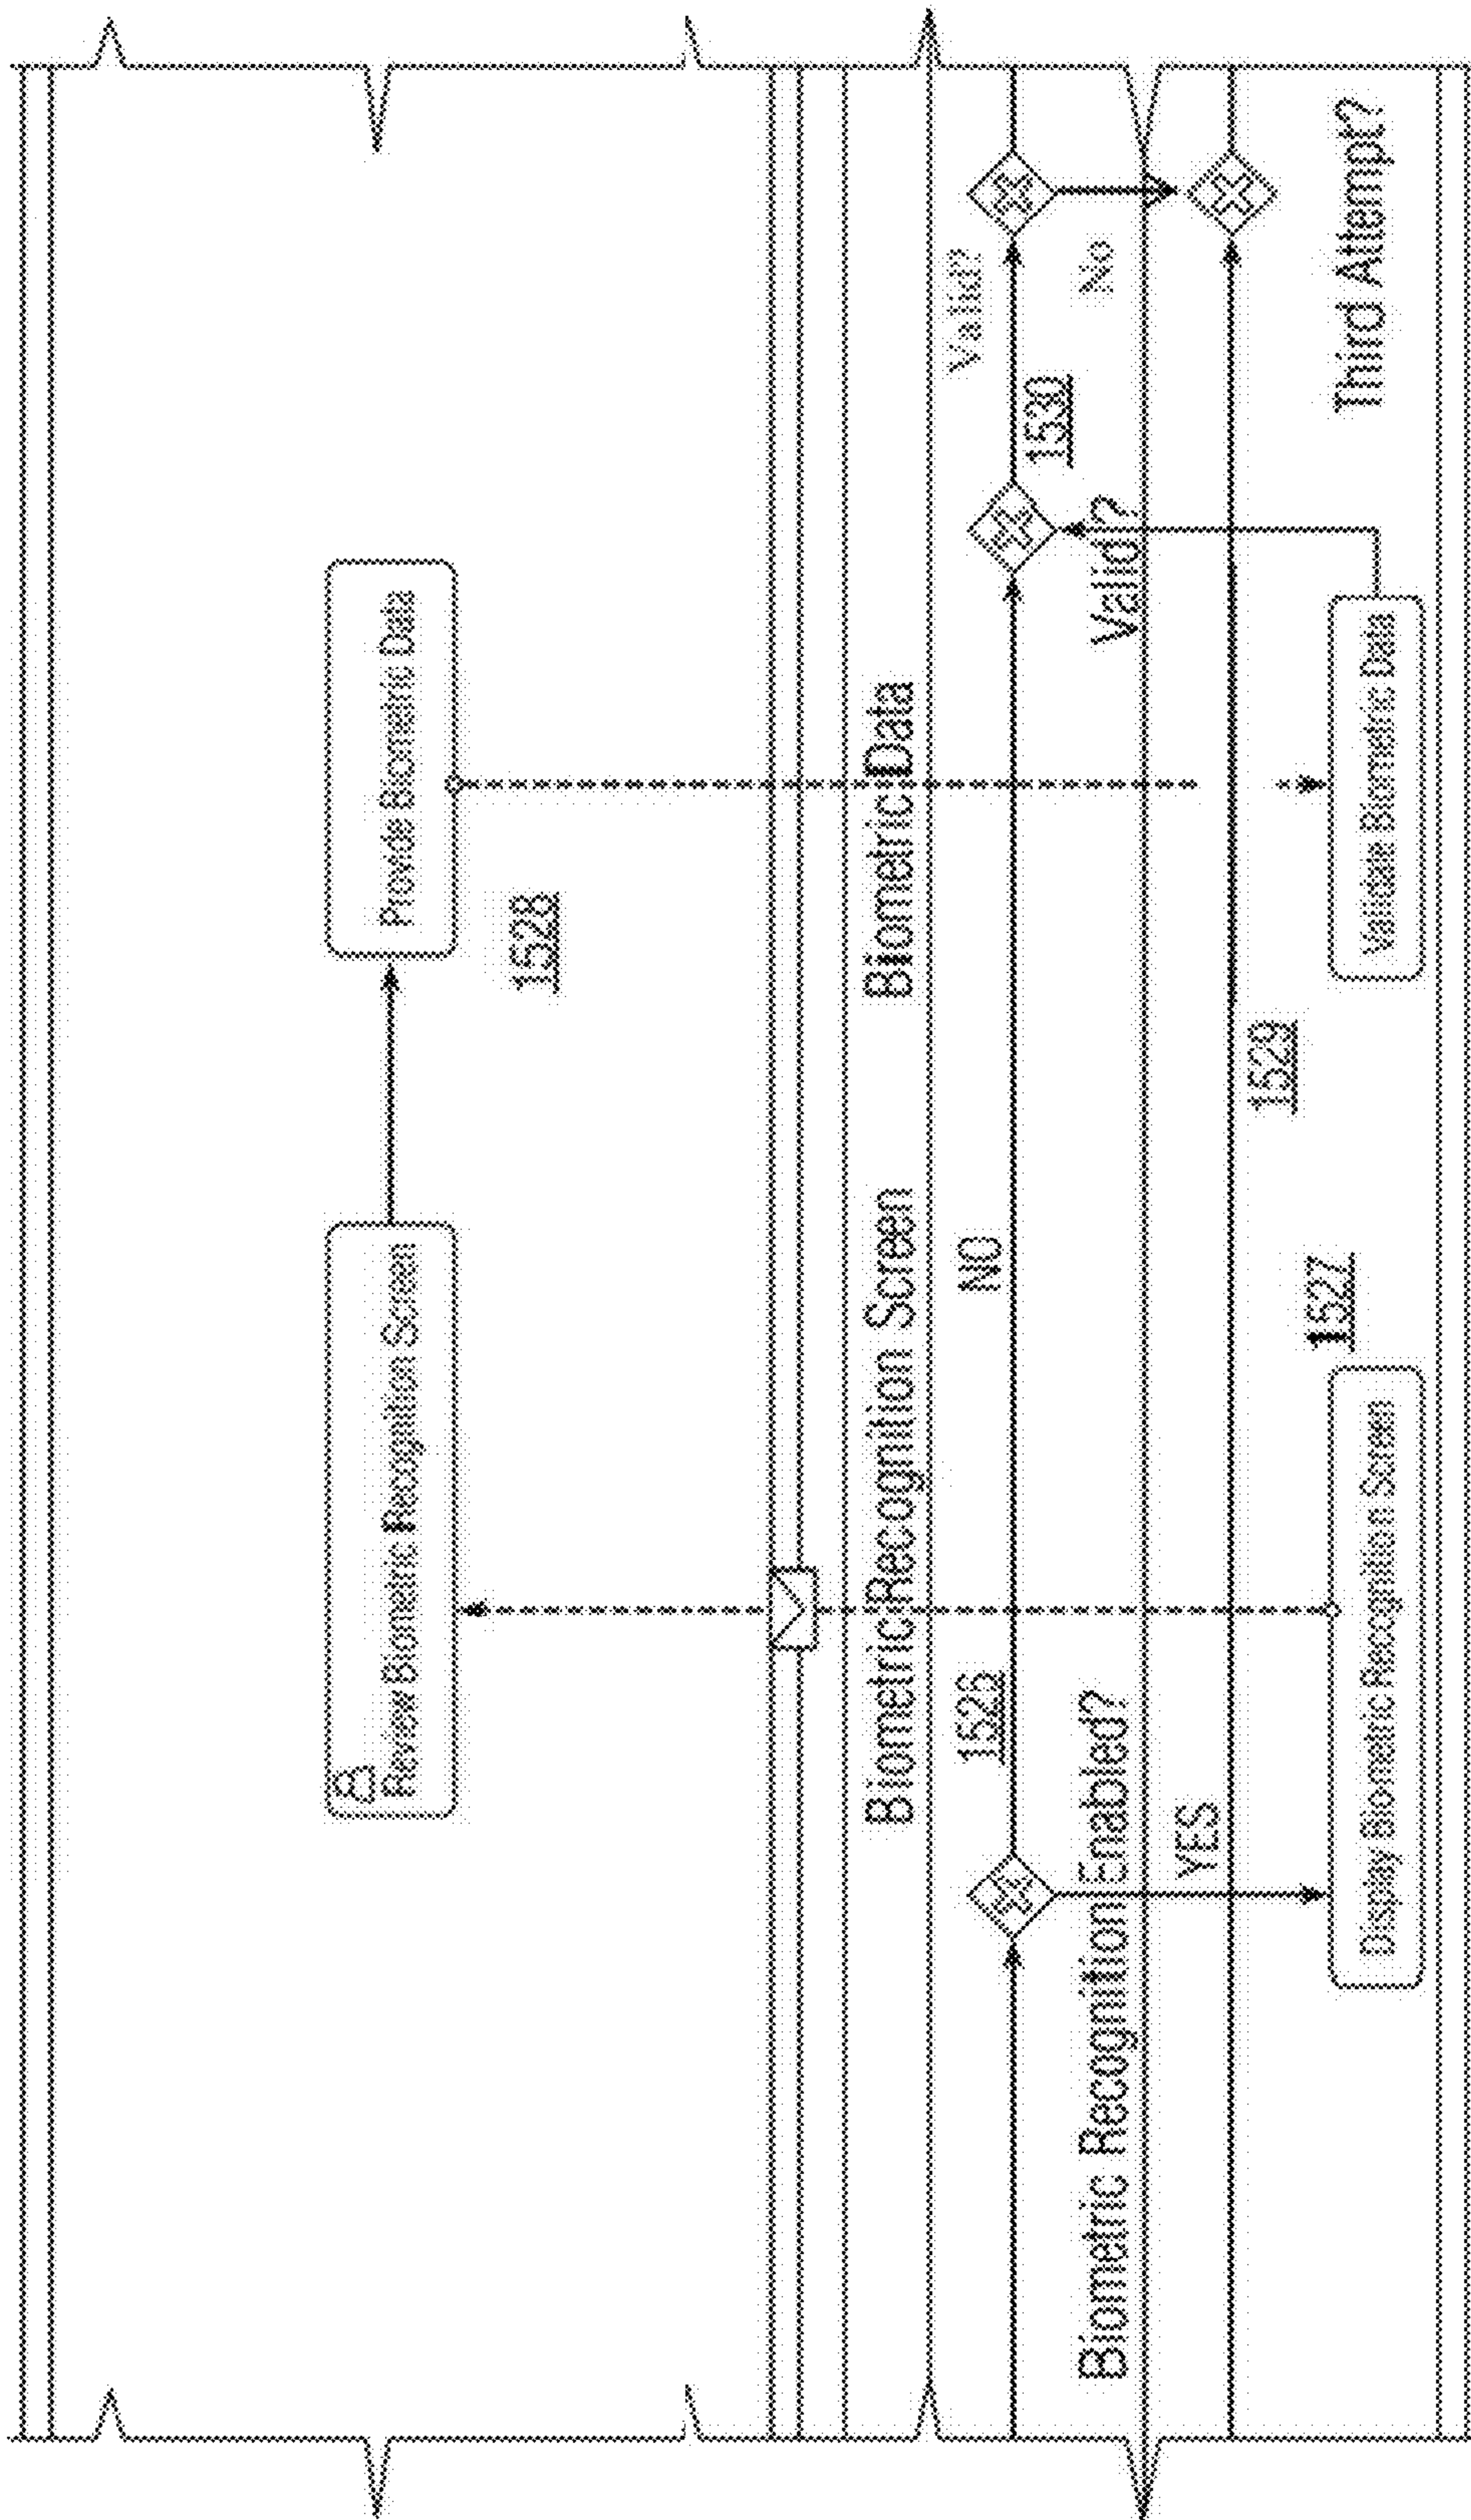 Review Biometric Recognition Screen
Provide Biometric Data
1528
Biometric Recognition Screen
Biometric Data
1525
NO
Valid?
Biometric Recognition Enabled?
Valid?
1530
No
YES
1529
1527
Third Attempt?
Display Biometric Recognition Screen
Validate Biometric Data